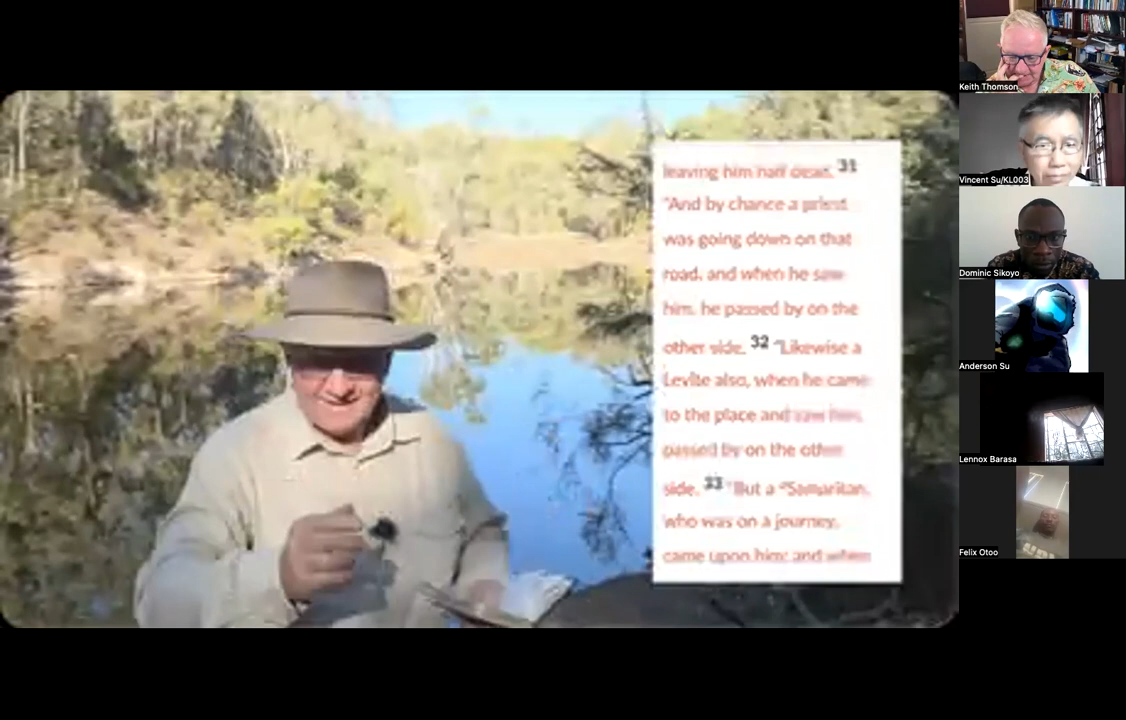 leaving him half dead. 31
"And by chance a priest
was going down on that
road, and when he saw
him, he passed by on the
other side. 32 "Likewise a
Levite also, when he came
to the place and saw him,
passed by on the other
side. 33 "But a "Samaritan,
who was on a journey,
came upon him; and when
Keith Thomson
Vincent Su/KL003
Dominic Sikoyo
Anderson Su
Lennox Barasa
Felix Otoo